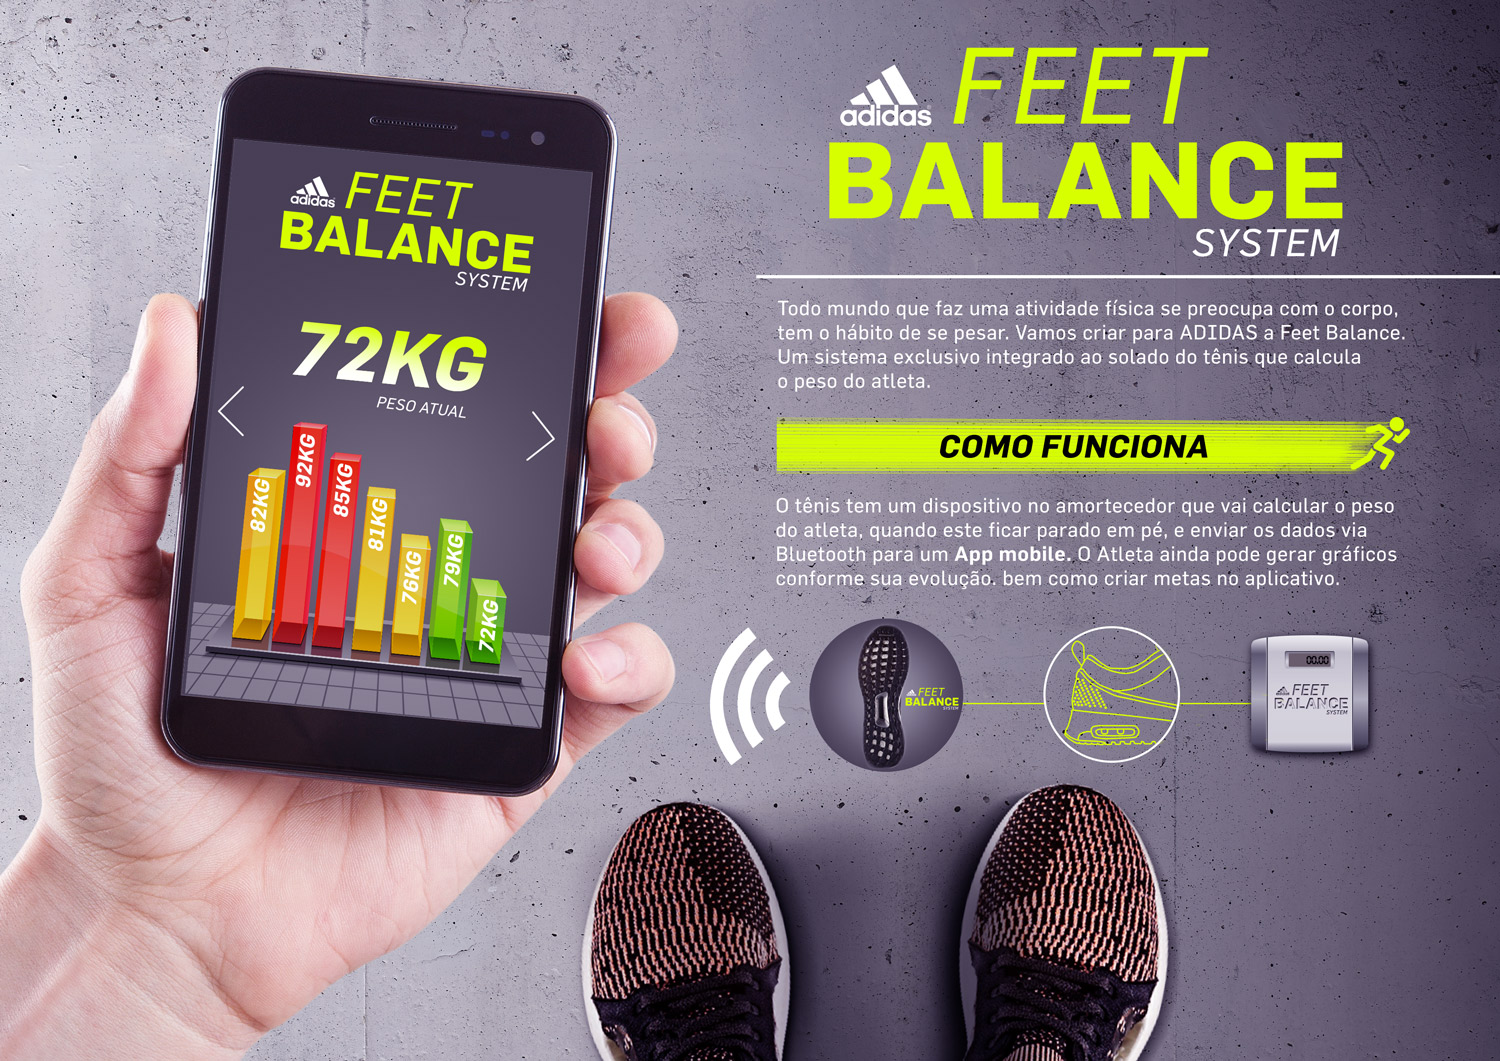 adidas FEET
BALANCE
SYSTEM
72KG
PESO ATUAL
82KG
92KG
85KG
81KG
76KG
79KG
72KG
adidas FEET
BALANCE
SYSTEM
Todo mundo que faz uma atividade física se preocupa com o corpo,
tem o hábito de se pesar. Vamos criar para ADIDAS a Feet Balance.
Um sistema exclusivo integrado ao solado do tênis que calcula
o peso do atleta.
COMO FUNCIONA
O tênis tem um dispositivo no amortecedor que vai calcular o peso
do atleta, quando este ficar parado em pé, e enviar os dados via
Bluetooth para um App mobile. O Atleta ainda pode gerar gráficos
conforme sua evolução. bem como criar metas no aplicativo.
FEET
BALANCE
SYSTEM
00.00
FEET
BALANCE
SYSTEM